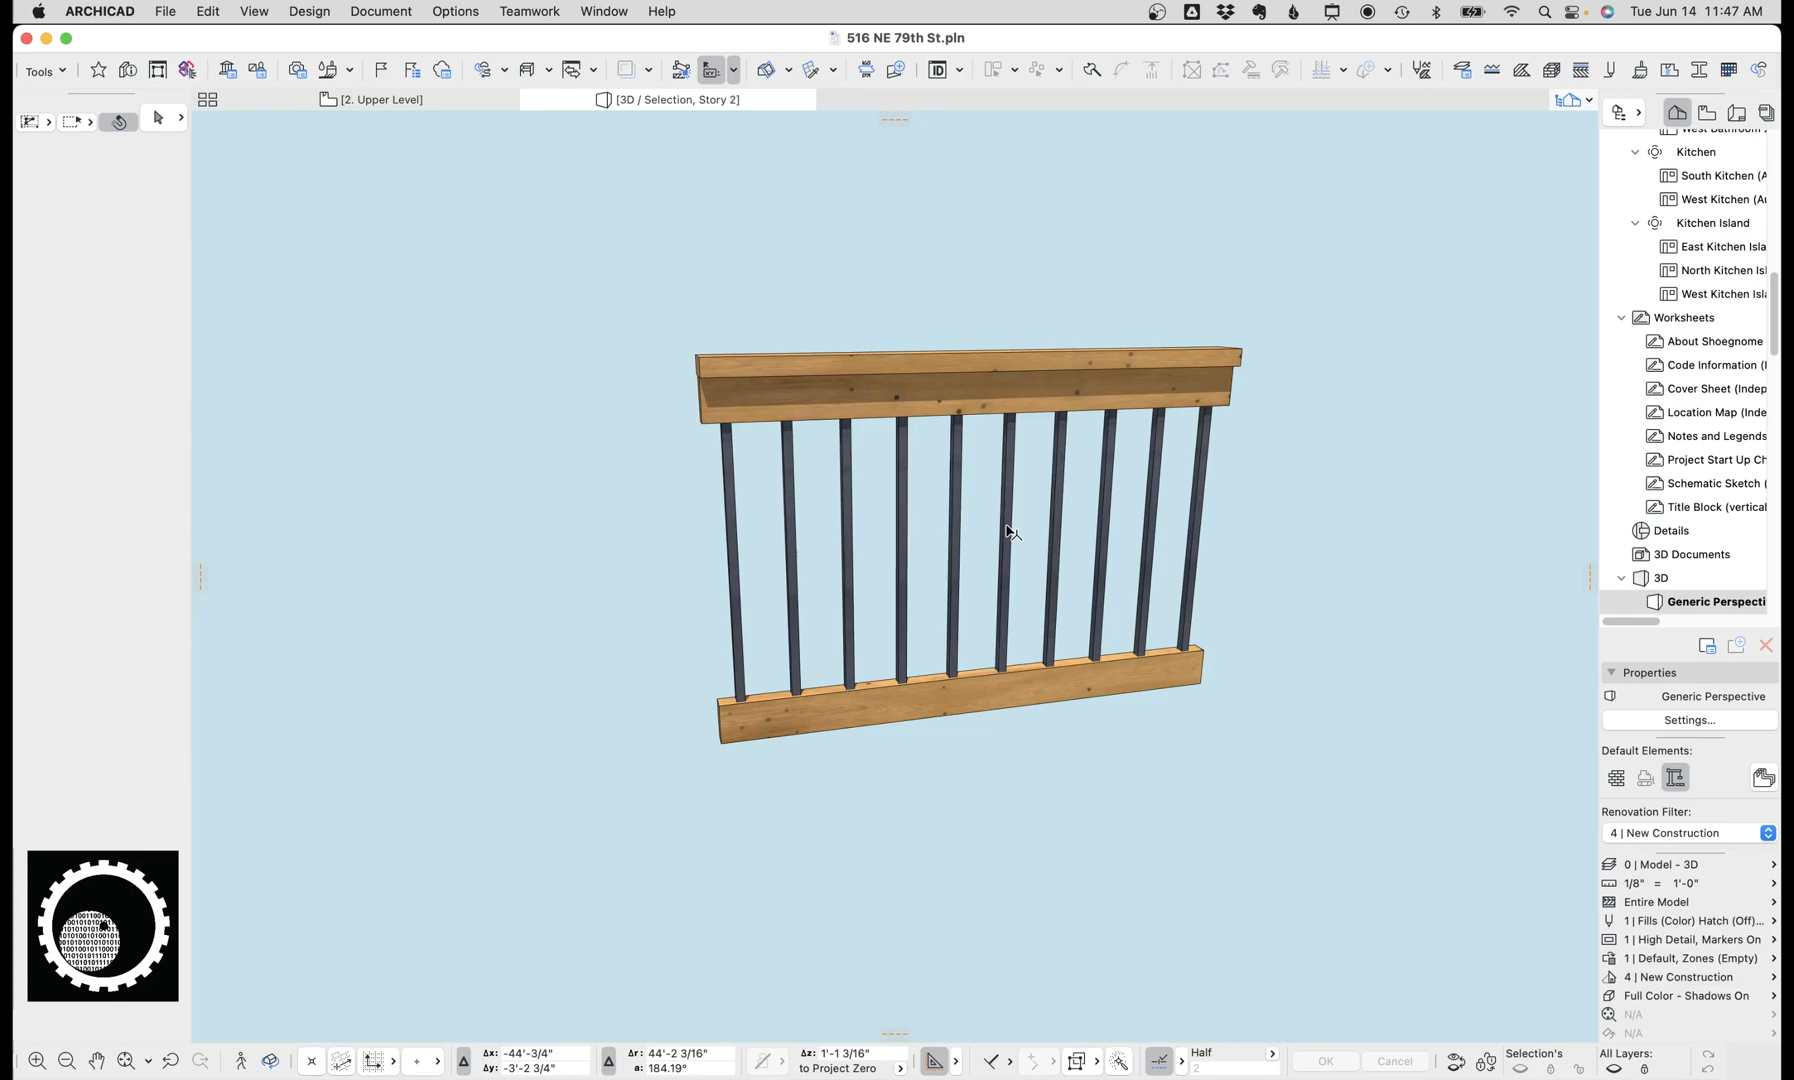 ARCHICAD File Edit View Design Document Options Teamwork Window Help Tue Jun 14 11:47 AM
516 NE 79th St.pln
Tools
[2. Upper Level] [3D / Selection, Story 2]
Kitchen
South Kitchen (A
West Kitchen (Au
Kitchen Island
East Kitchen Isla
North Kitchen Isl
West Kitchen Isla
Worksheets
About Shoegnome
Code Information (I
Cover Sheet (Indep
Location Map (Inde
Notes and Legends
Project Start Up Ch
Schematic Sketch (
Title Block (vertical
Details
3D Documents
3D
Generic Perspecti
Properties
Generic Perspective
Settings...
Default Elements:
Renovation Filter:
4 | New Construction
0 | Model - 3D
1/8" = 1'-0"
Entire Model
1 | Fills (Color) Hatch (Off)...
1 | High Detail, Markers On
1 | Default, Zones (Empty)
4 | New Construction
Full Color - Shadows On
N/A
N/A
Δx: -44'-3/4" Δr: 44'-2 3/16" Δz: 1'-1 3/16" Half OK Cancel Selection's All Layers:
Δy: -3'-2 3/4" a: 184.19° to Project Zero 2